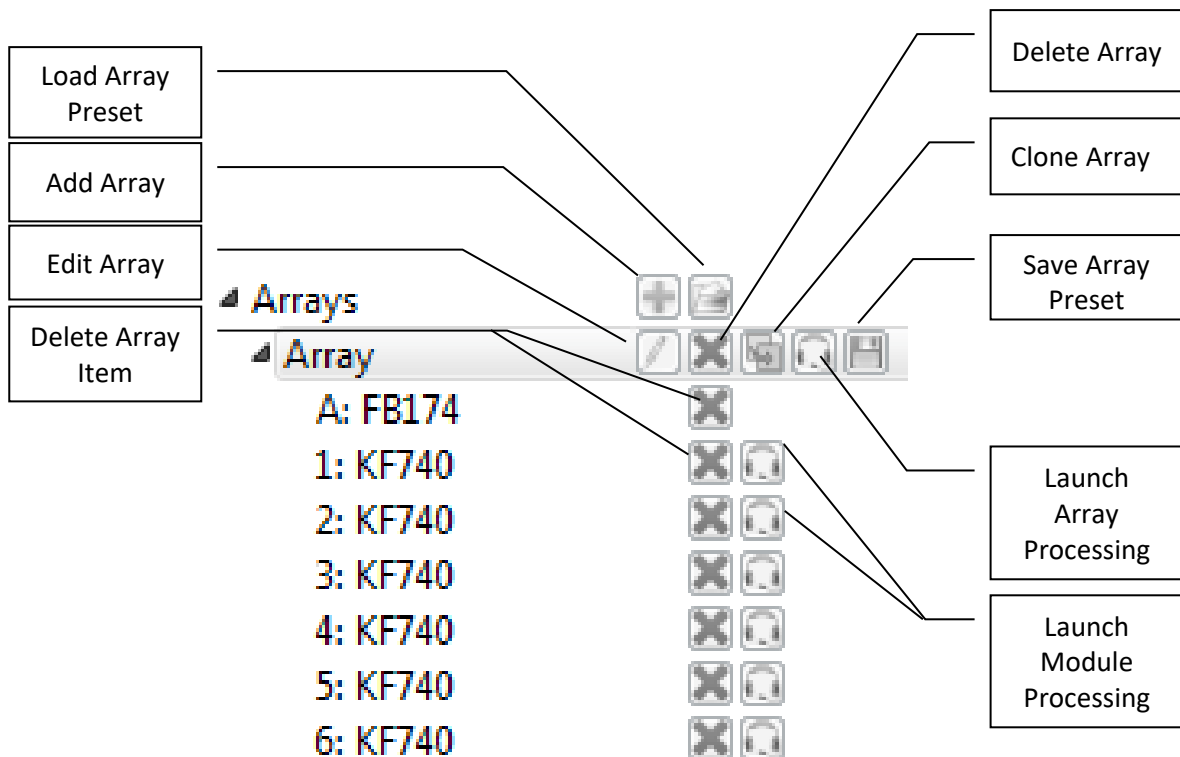 Load Array
Preset
Add Array
Edit Array
Delete Array
Item
Arrays
Array
A: FB174
1: KF740
2: KF740
3: KF740
4: KF740
5: KF740
6: KF740
Delete Array
Clone Array
Save Array
Preset
Launch
Array
Processing
Launch
Module
Processing